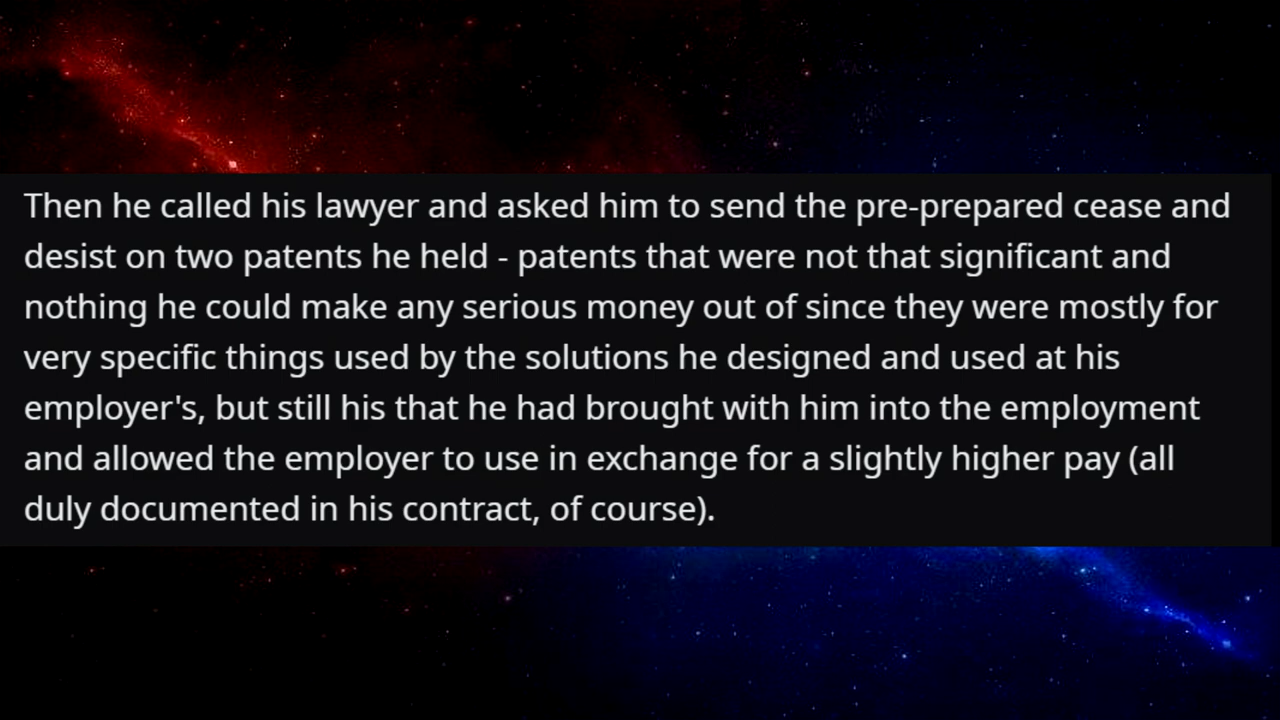 Then he called his lawyer and asked him to send the pre-prepared cease and
desist on two patents he held - patents that were not that significant and
nothing he could make any serious money out of since they were mostly for
very specific things used by the solutions he designed and used at his
employer's, but still his that he had brought with him into the employment
and allowed the employer to use in exchange for a slightly higher pay (all
duly documented in his contract, of course).